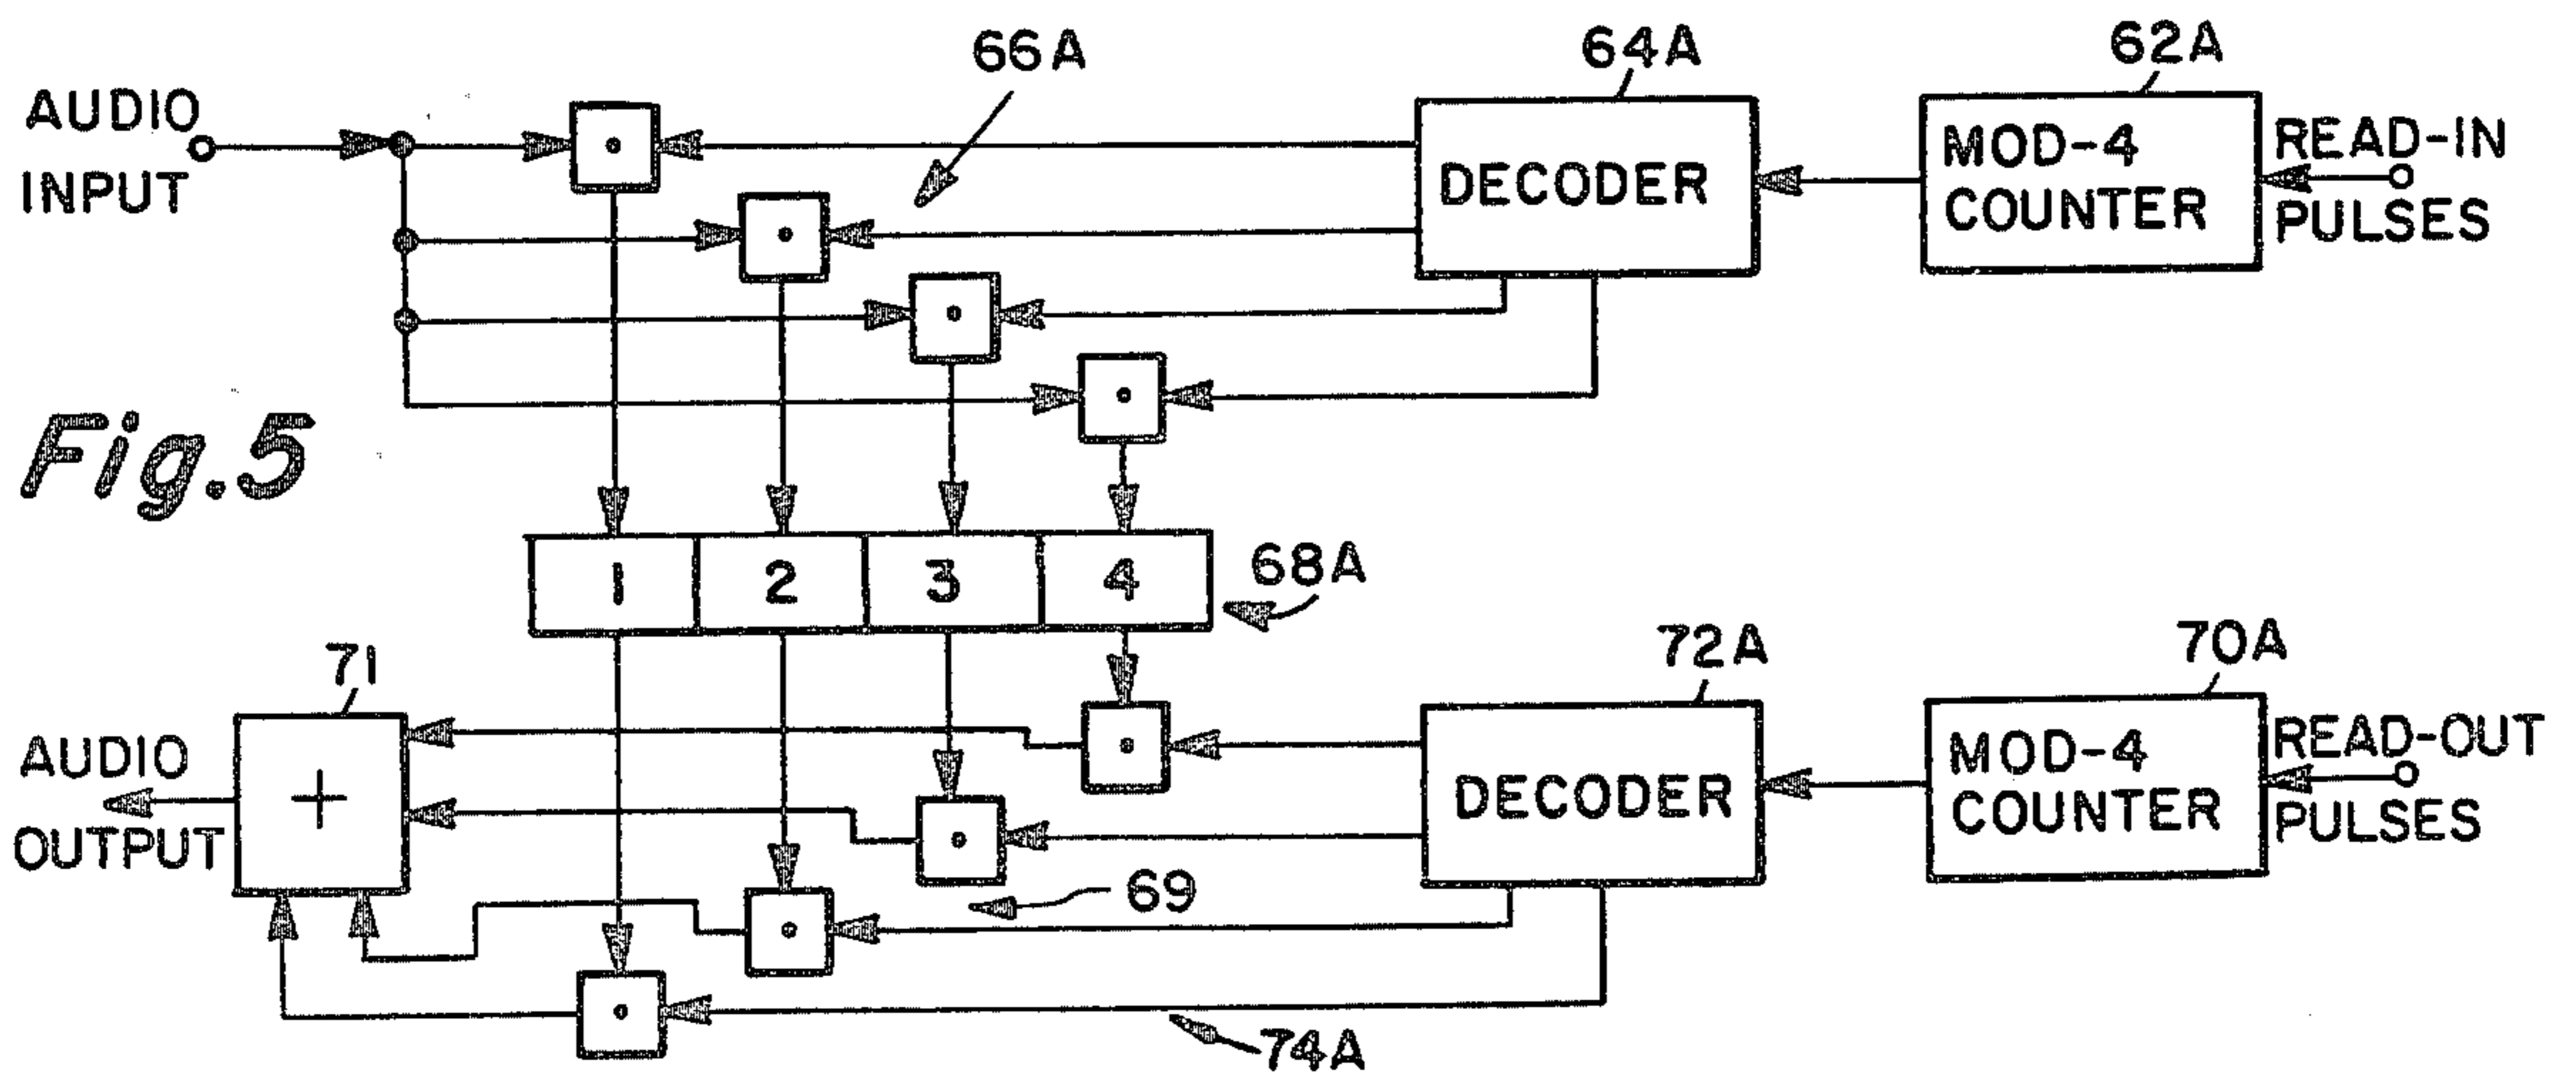 66A
64A
62A
AUDIO
INPUT
DECODER
MOD-4
COUNTER
READ-IN
PULSES
Fig.5
1 2 3 4
68A
71
72A
70A
AUDIO
OUTPUT
+
DECODER
MOD-4
COUNTER
READ-OUT
PULSES
69
74A